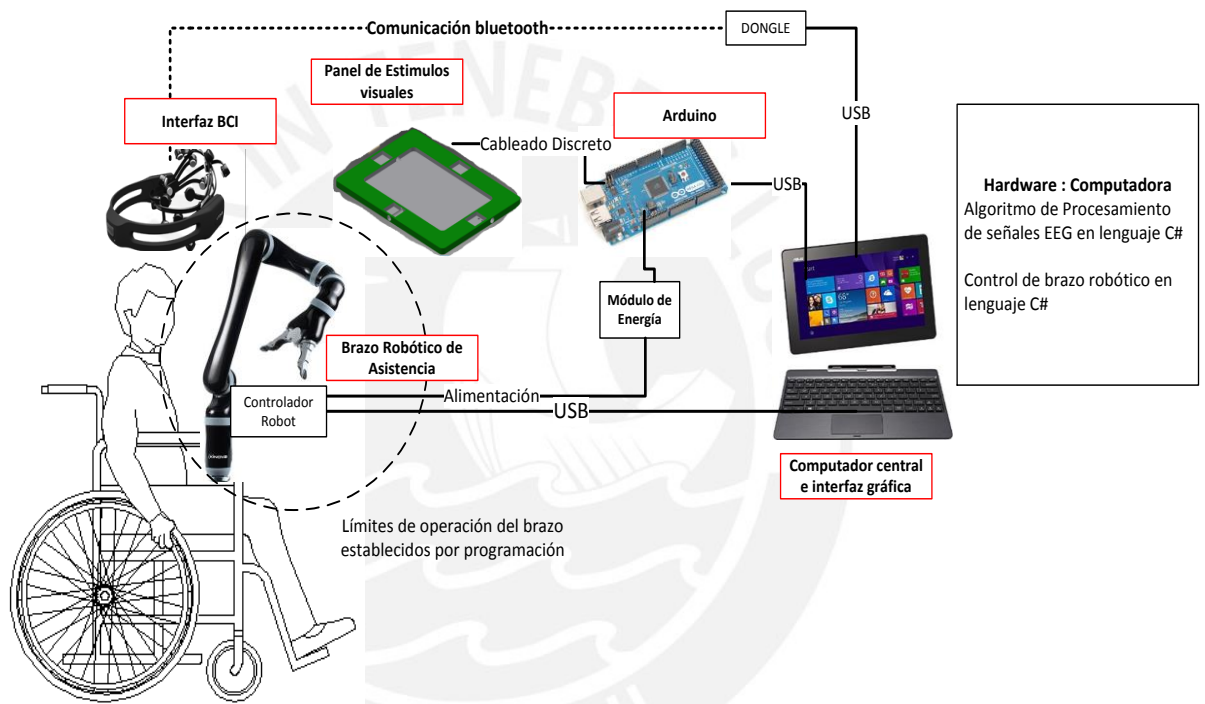 Comunicación bluetooth
DONGLE
Panel de Estimulos
visuales
Interfaz BCI
Arduino
USB
Cableado Discreto
USB
Hardware : Computadora
Algoritmo de Procesamiento
de señales EEG en lenguaje C#
Control de brazo robótico en
lenguaje C#
Módulo de
Energía
Brazo Robótico de
Asistencia
Controlador
Robot
Alimentación
USB
Computador central
e interfaz gráfica
Límites de operación del brazo
establecidos por programación